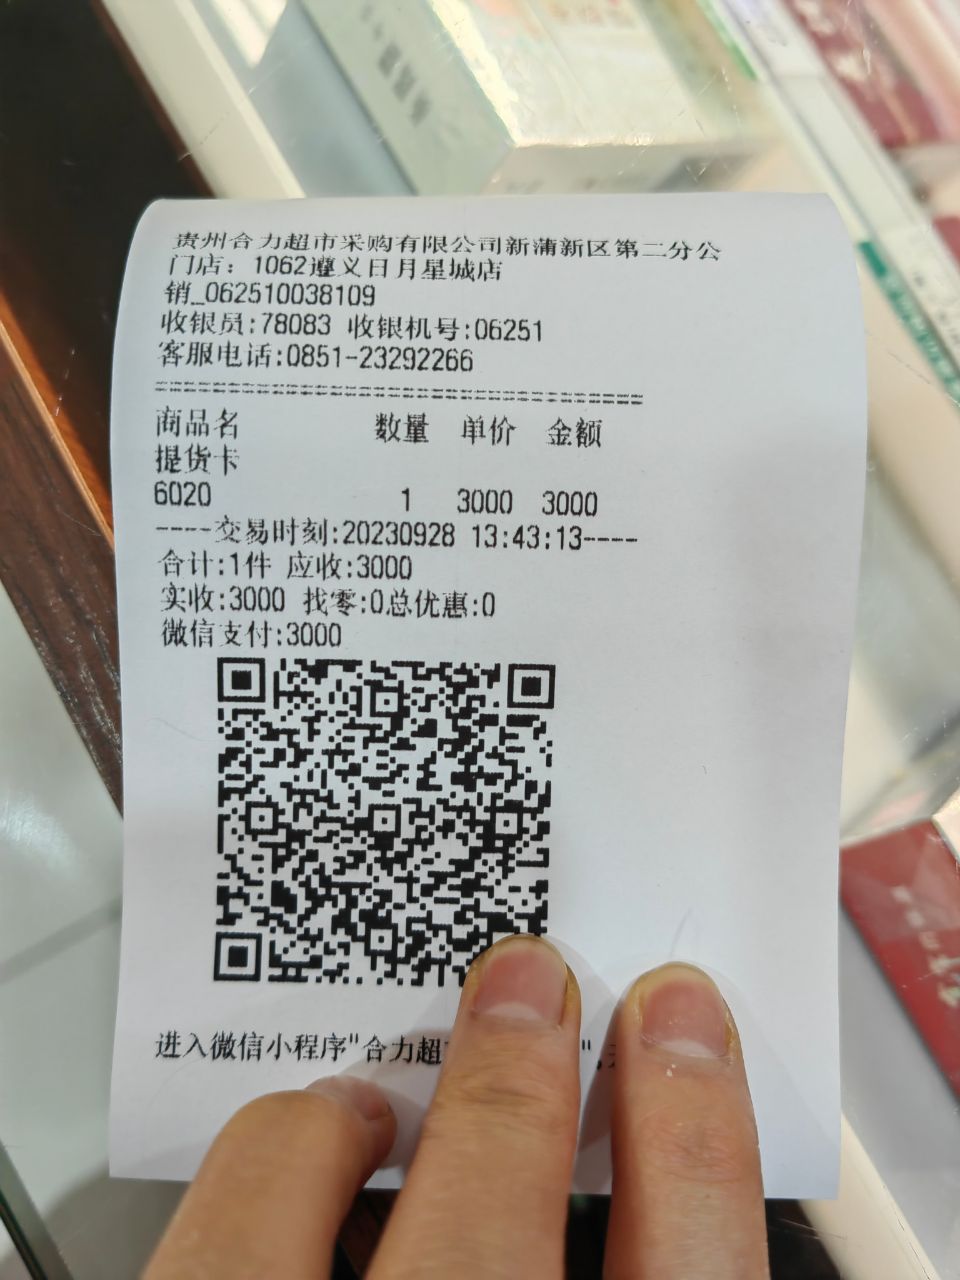 贵州合力超市采购有限公司新蒲新区第二分公
门店：1062遵义日月星城店
销_062510038109
收银员:78083 收银机号:06251
客服电话:0851-23292266
商品名 数量 单价 金额
提货卡
6020 1 3000 3000
----交易时刻:20230928 13:43:13----
合计:1件 应收:3000
实收:3000 找零:0总优惠:0
微信支付:3000
进入微信小程序"合力超